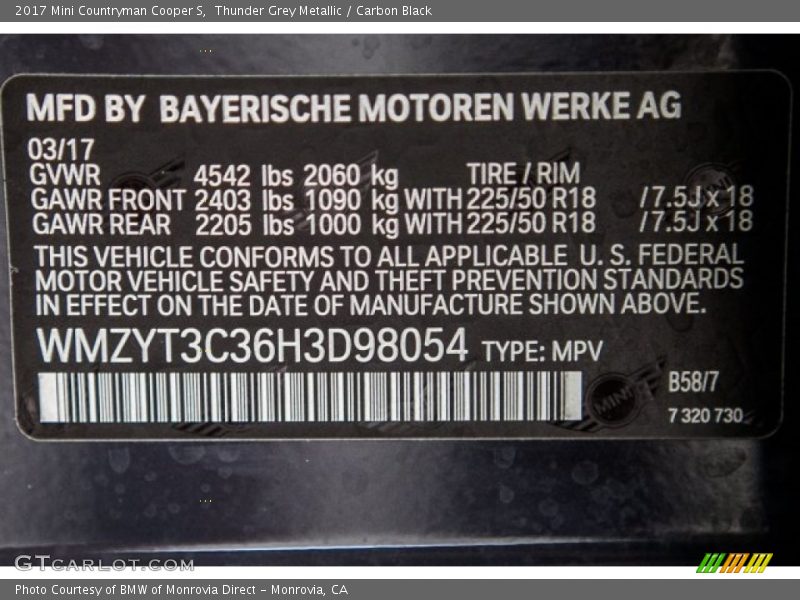 2017 Mini Countryman Cooper S, Thunder Grey Metallic / Carbon Black
MFD BY BAYERISCHE MOTOREN WERKE AG
03/17
GVWR 4542 lbs 2060 kg TIRE / RIM
GAWR FRONT 2403 lbs 1090 kg WITH 225/50 R18 / 7.5J x 18
GAWR REAR 2205 lbs 1000 kg WITH 225/50 R18 / 7.5J x 18
THIS VEHICLE CONFORMS TO ALL APPLICABLE U. S. FEDERAL
MOTOR VEHICLE SAFETY AND THEFT PREVENTION STANDARDS
IN EFFECT ON THE DATE OF MANUFACTURE SHOWN ABOVE.
WMZYT3C36H3D98054 TYPE: MPV
B58/7
MINI
7 320 730
GTCARLOT.COM
Photo Courtesy of BMW of Monrovia Direct - Monrovia, CA